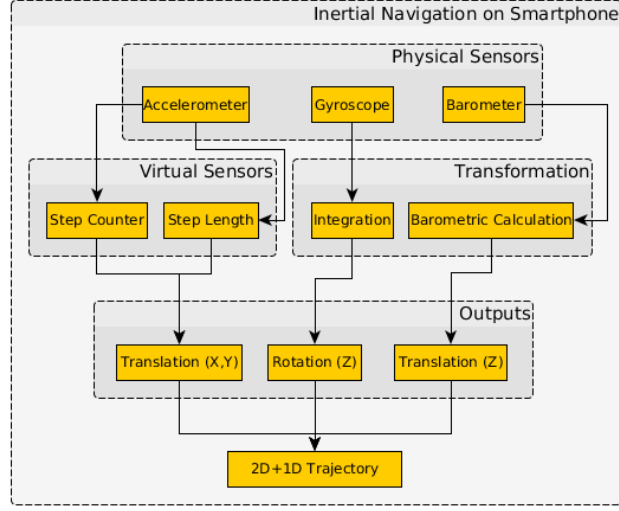 Inertial Navigation on Smartphone
Physical Sensors
Accelerometer
Gyroscope
Barometer
Virtual Sensors
Transformation
Step Counter
Step Length
Integration
Barometric Calculation
Outputs
Translation (X,Y)
Rotation (Z)
Translation (Z)
2D+1D Trajectory